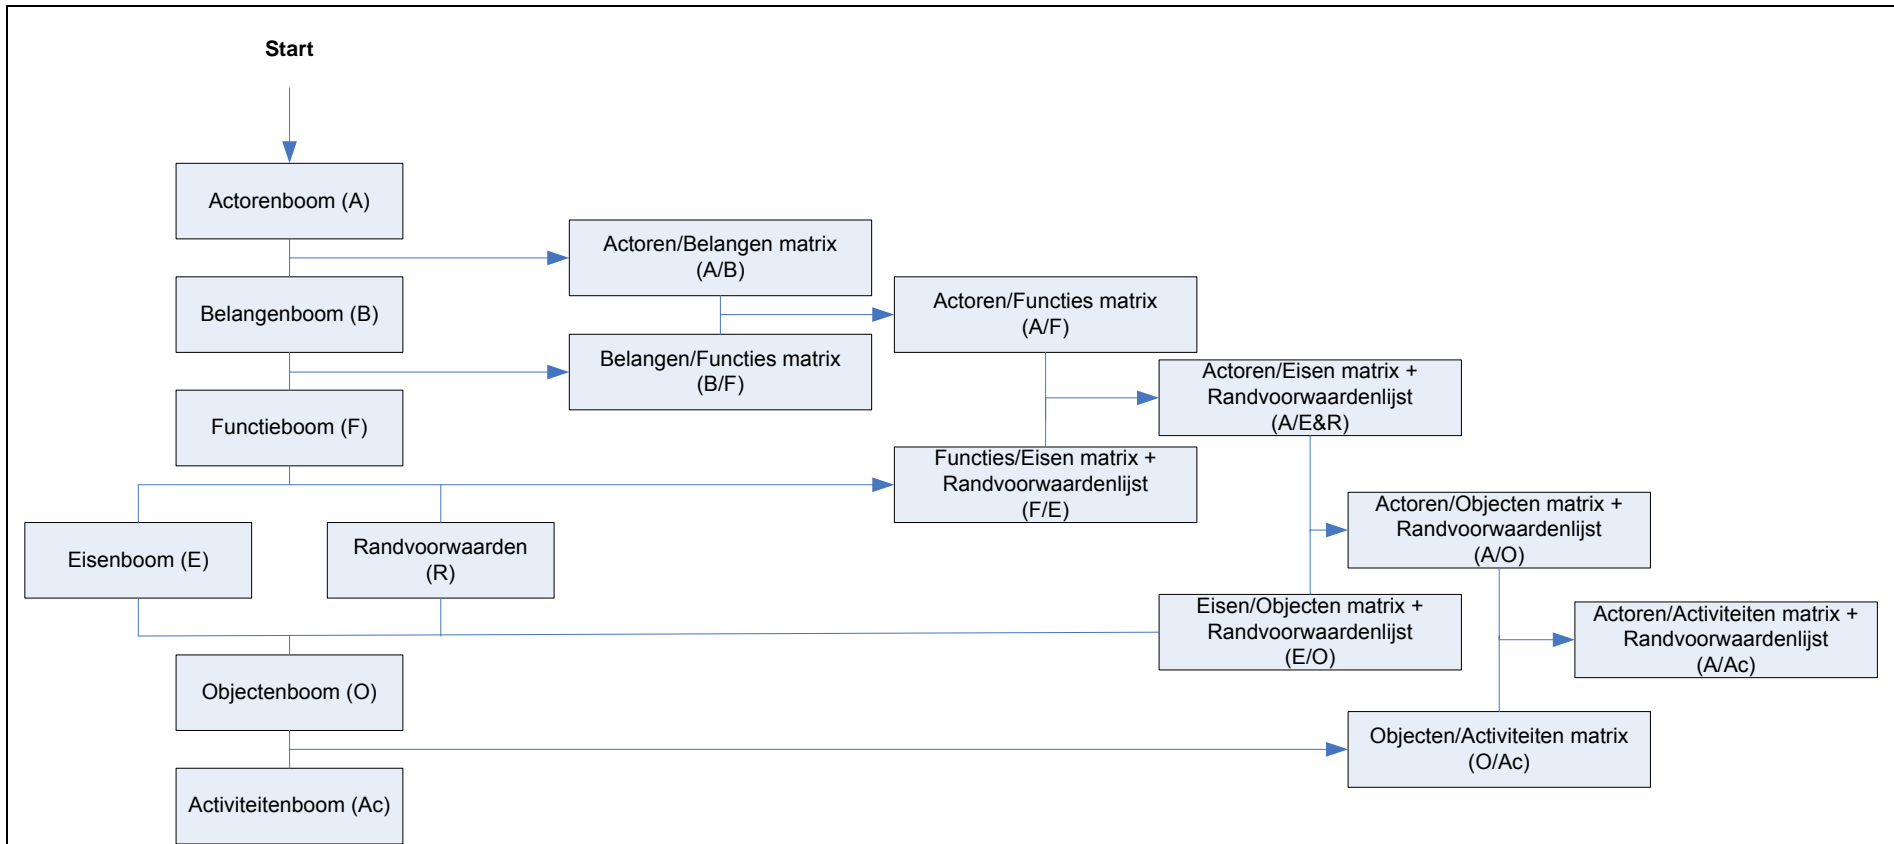 Start
Actorenboom (A)
Actoren/Belangen matrix
(A/B)
Belangenboom (B)
Actoren/Functies matrix
(A/F)
Belangen/Functies matrix
(B/F)
Actoren/Eisen matrix +
Randvoorwaardenlijst
(A/E&R)
Functieboom (F)
Functies/Eisen matrix +
Randvoorwaardenlijst
(F/E)
Eisenboom (E)
Randvoorwaarden
(R)
Actoren/Objecten matrix +
Randvoorwaardenlijst
(A/O)
Eisen/Objecten matrix +
Randvoorwaardenlijst
(E/O)
Actoren/Activiteiten matrix +
Randvoorwaardenlijst
(A/Ac)
Objectenboom (O)
Objecten/Activiteiten matrix
(O/Ac)
Activiteitenboom (Ac)